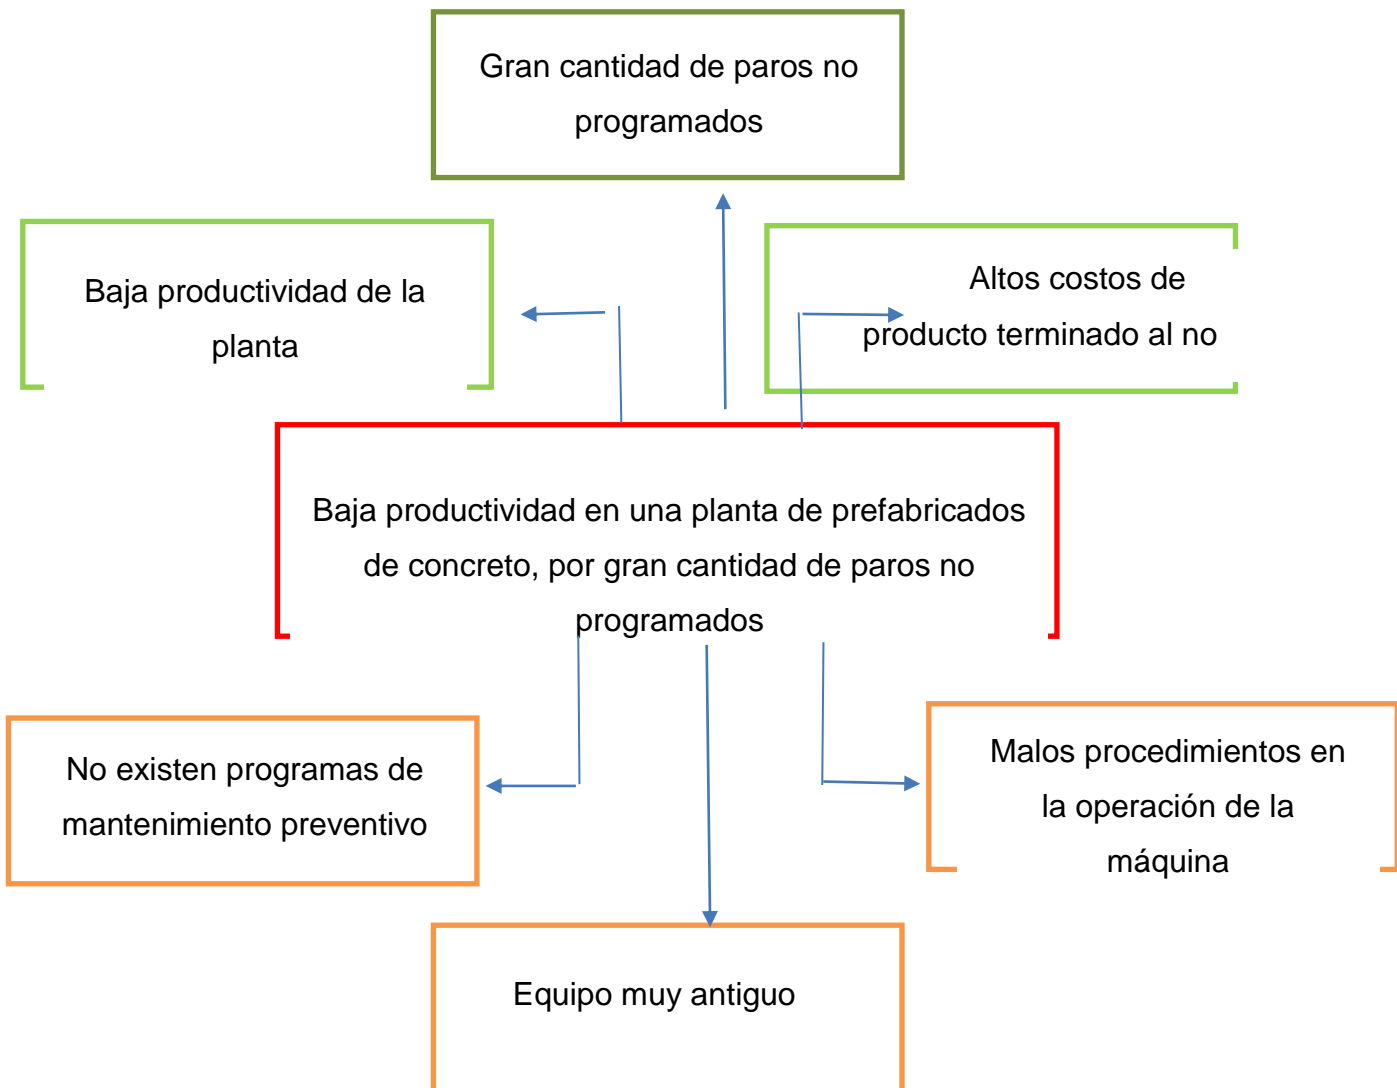 Gran cantidad de paros no
programados
Baja productividad de la
planta
Altos costos de
producto terminado al no
Baja productividad en una planta de prefabricados
de concreto, por gran cantidad de paros no
programados
No existen programas de
mantenimiento preventivo
Malos procedimientos en
la operación de la
máquina
Equipo muy antiguo